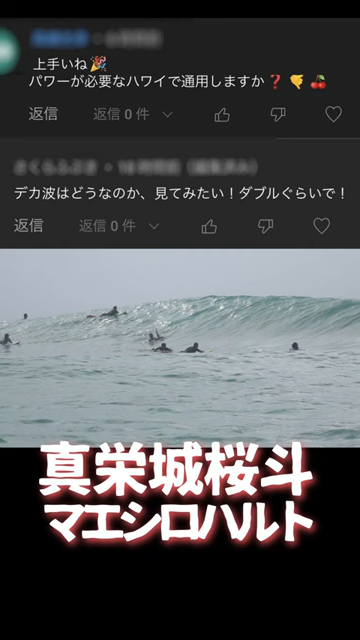 上手いね🎉
パワーが必要なハワイで通用しますか❓🤙🍒
返信
返信 0 件
デカ波はどうなのか、見てみたい！ダブルぐらいで！
返信
返信 0 件
真栄城桜斗
マエシロハルト